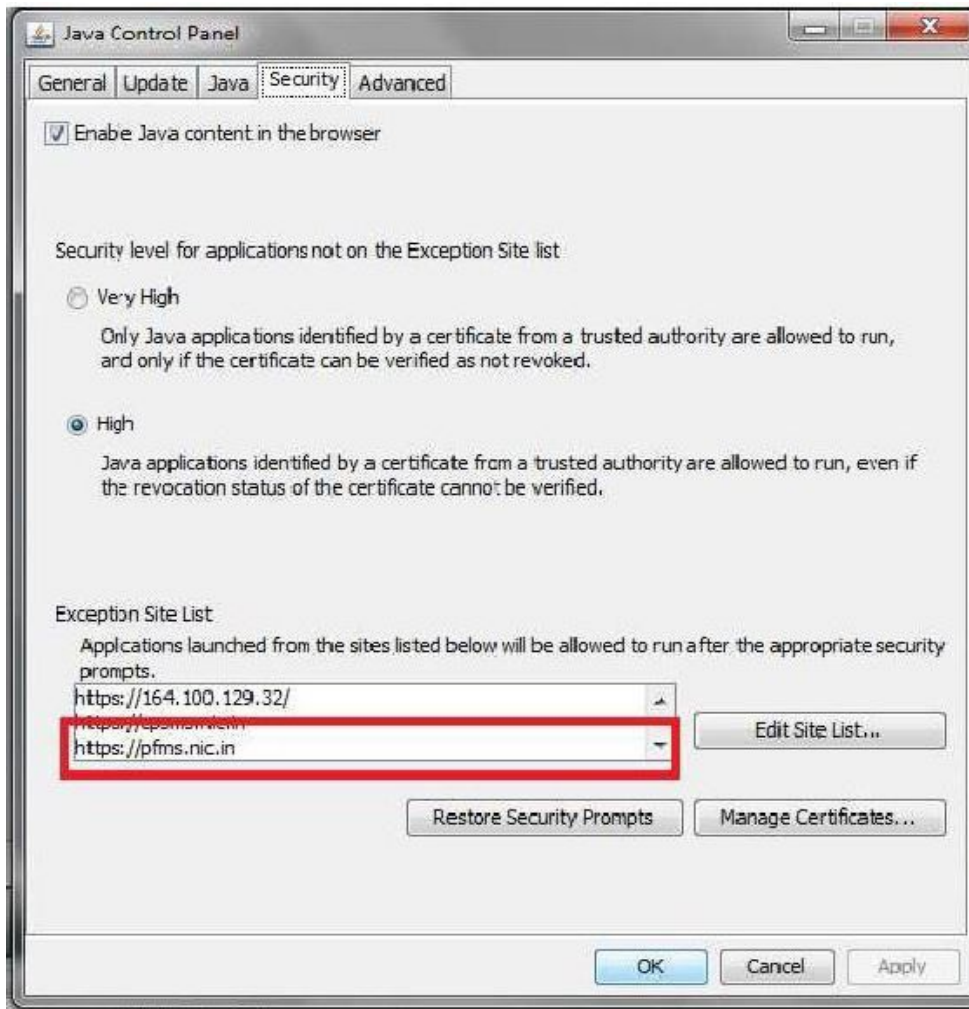 Java Control Panel
General Update Java Security Advanced
Enable Java content in the browser
Security level for applications not on the Exception Site list
Very High
Only Java applications identified by a certificate from a trusted authority are allowed to run,
and only if the certificate can be verified as not revoked.
High
Java applications identified by a certificate from a trusted authority are allowed to run, even if
the revocation status of the certificate cannot be verified.
Exception Site List
Applications launched from the sites listed below will be allowed to run after the appropriate security
prompts.
https://164.100.129.32/
https://pfms.nic.in
Edit Site List...
Restore Security Prompts
Manage Certificates...
OK
Cancel
Apply